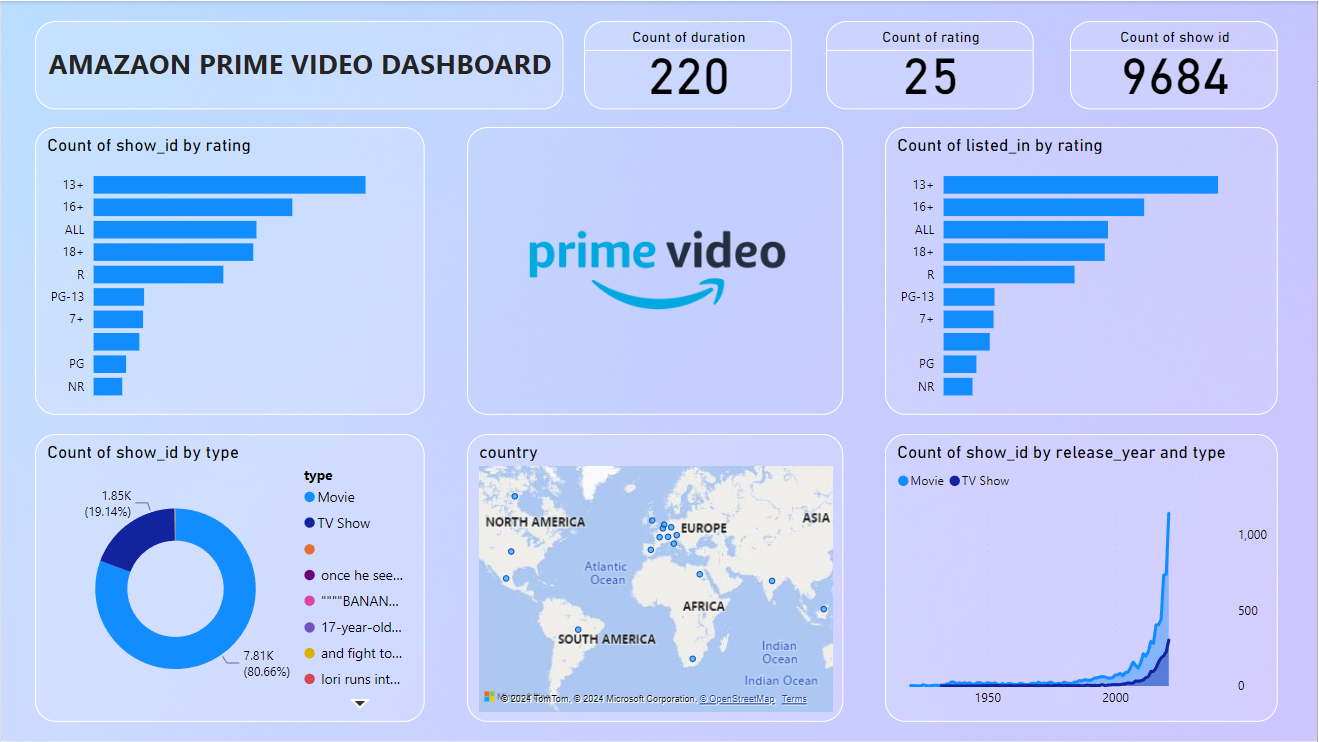 AMAZAON PRIME VIDEO DASHBOARD
Count of duration
220
Count of rating
25
Count of show id
9684
Count of show_id by rating
13+
16+
ALL
18+
R
PG-13
7+
PG
NR
prime video
Count of listed_in by rating
13+
16+
ALL
18+
R
PG-13
7+
PG
NR
Count of show_id by type
1.85K
(19.14%)
7.81K
(80.66%)
type
Movie
TV Show
once he see...
""""BANAN...
17-year-old...
and fight to...
Iori runs int...
country
NORTH AMERICA
EUROPE
ASIA
Atlantic
Ocean
AFRICA
SOUTH AMERICA
Indian
Ocean
Indian Ocean
© 2024 TomTom, © 2024 Microsoft Corporation, © OpenStreetMap Terms
Count of show_id by release_year and type
Movie TV Show
1,000
500
0
1950 2000